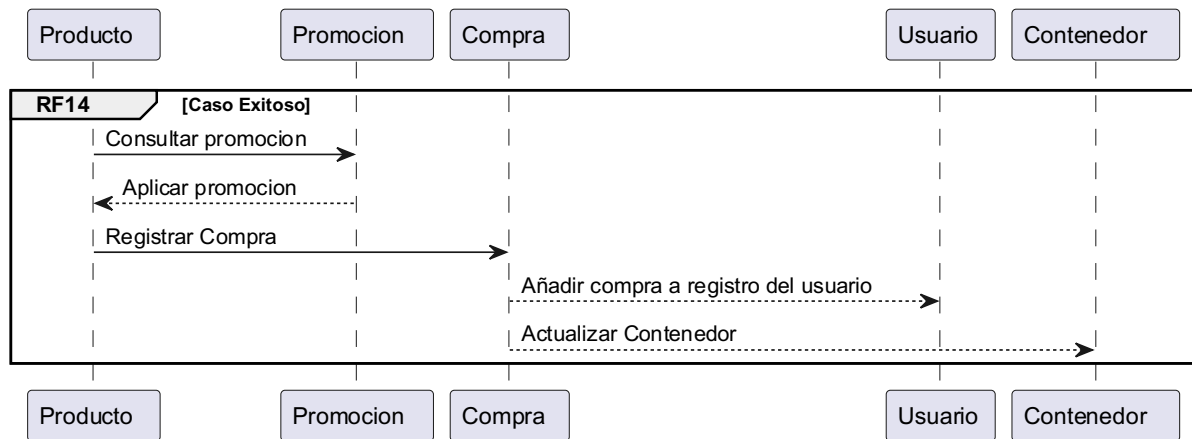 Producto Promocion Compra Usuario Contenedor
RF14 [Caso Exitoso]
Consultar promocion
Aplicar promocion
Registrar Compra
Añadir compra a registro del usuario
Actualizar Contenedor
Producto Promocion Compra Usuario Contenedor